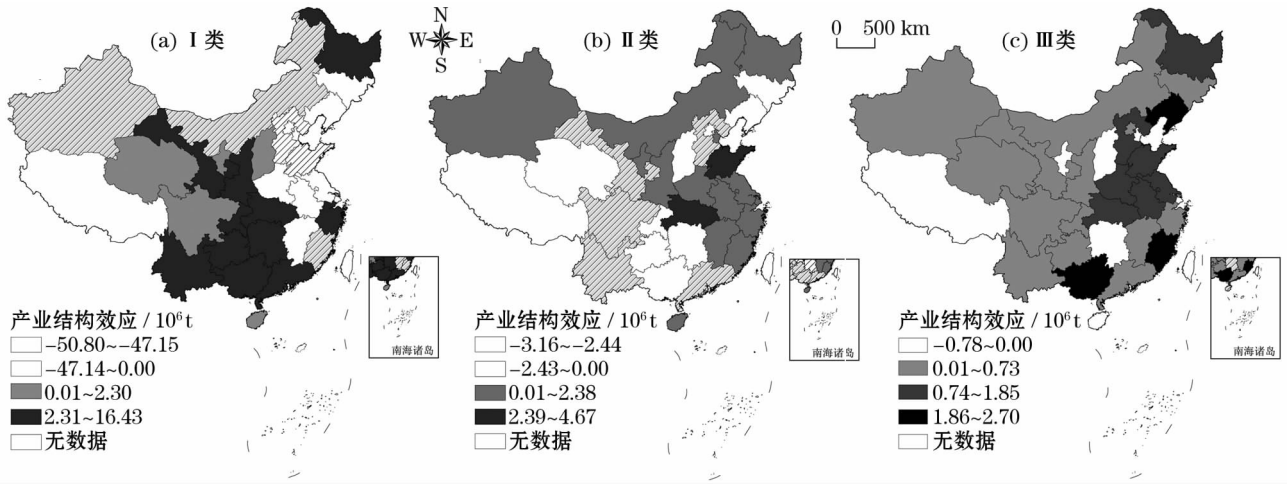 (a) Ⅰ类
N
W E
S
(b) Ⅱ类
0 500 km
(c) Ⅲ类
产业结构效应 / 10⁶t
-50.80~-47.15
-47.14~0.00
0.01~2.30
2.31~16.43
无数据
南海诸岛
产业结构效应 / 10⁶t
-3.16~-2.44
-2.43~0.00
0.01~2.38
2.39~4.67
无数据
南海诸岛
产业结构效应 / 10⁶t
-0.78~0.00
0.01~0.73
0.74~1.85
1.86~2.70
无数据
南海诸岛